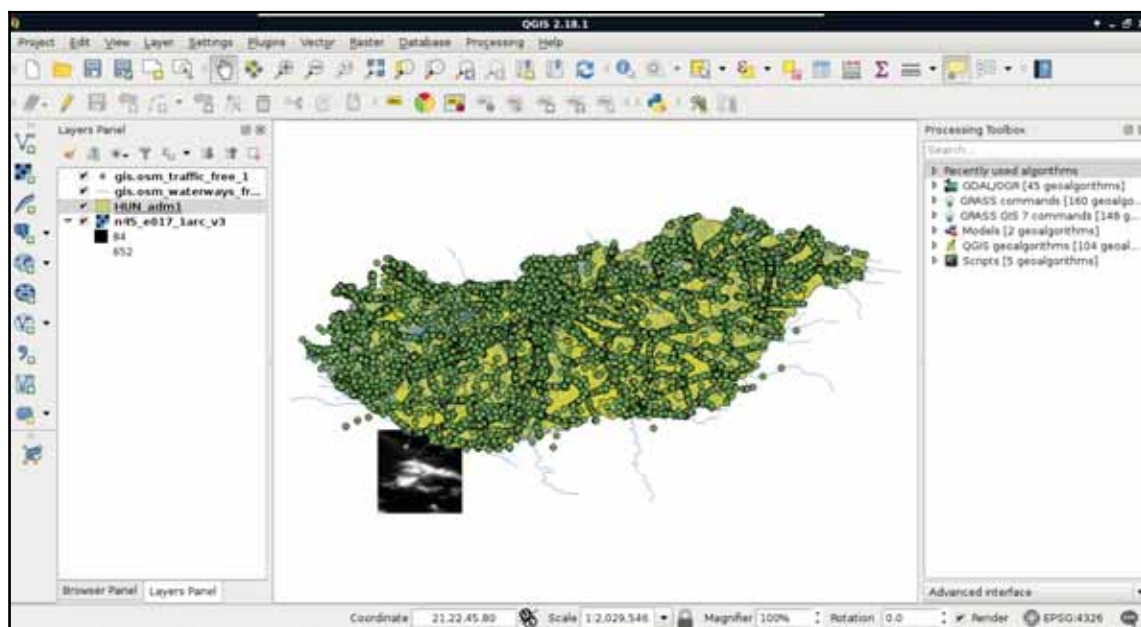 QGIS 2.18.1
Project Edit View Layer Settings Plugins Vector Raster Database Processing Help
Layers Panel
gis.osm_traffic_free_1
gis.osm_waterways_fr...
HUN_adm1
n45_e017_1arc_v3
84
652
Browser Panel Layers Panel
Processing Toolbox
Search...
Recently used algorithms
GDAL/OGR [45 geoalgorithms]
GRASS commands [160 geoalgo...
GRASS GIS 7 commands [148 g...
Models [2 geoalgorithms]
QGIS geoalgorithms [104 geoal...
Scripts [5 geoalgorithms]
Advanced interface
Coordinate 21.22,45.80 Scale 1:2,029,546 Magnifier 100% Rotation 0.0 Render EPSG:4326